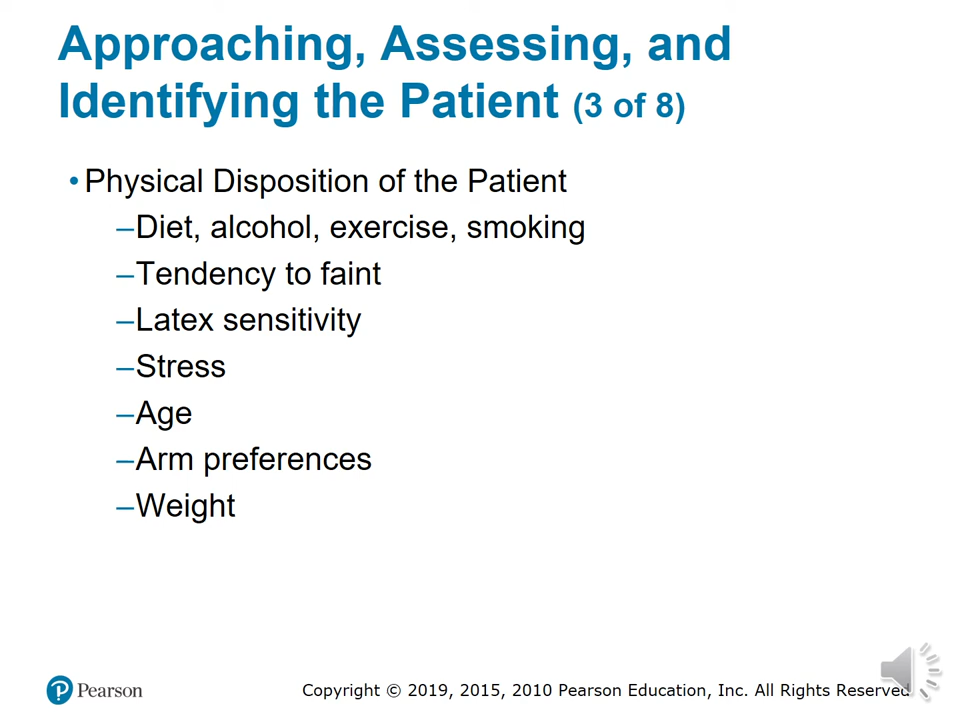 Approaching, Assessing, and
Identifying the Patient (3 of 8)
• Physical Disposition of the Patient
–Diet, alcohol, exercise, smoking
–Tendency to faint
–Latex sensitivity
–Stress
–Age
–Arm preferences
–Weight
Pearson
Copyright © 2019, 2015, 2010 Pearson Education, Inc. All Rights Reserved